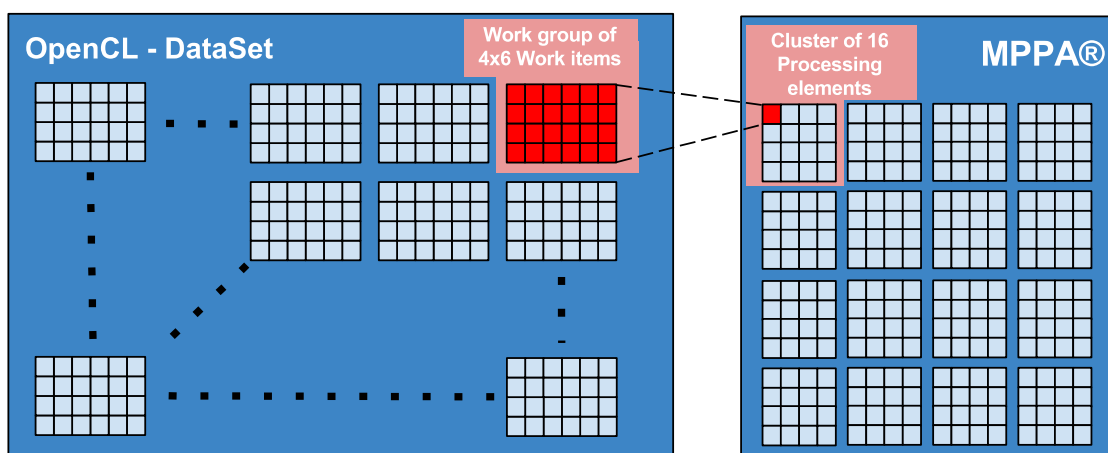 OpenCL - DataSet
Work group of
4x6 Work items
Cluster of 16
Processing
elements
MPPA®